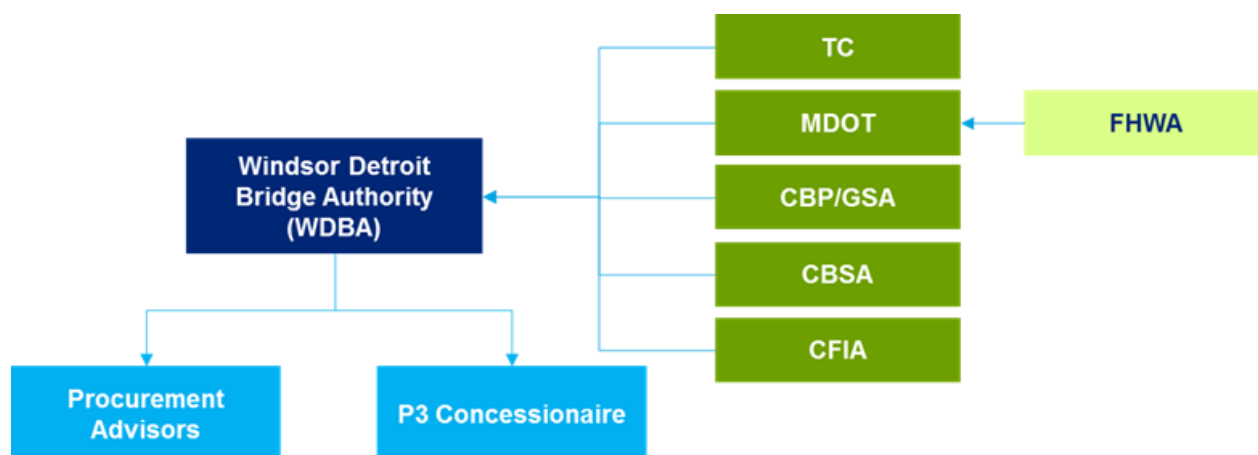 TC
MDOT
FHWA
Windsor Detroit
Bridge Authority
(WDBA)
CBP/GSA
CBSA
CFIA
Procurement
Advisors
P3 Concessionaire